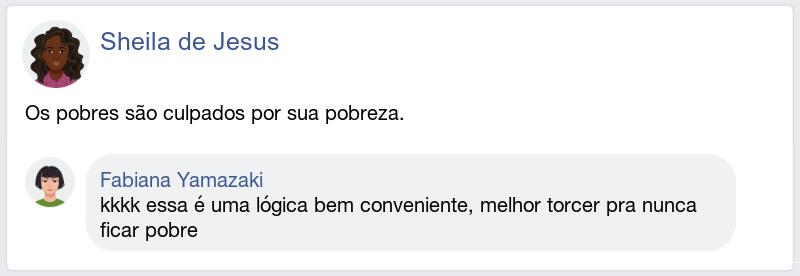 Sheila de Jesus
Os pobres são culpados por sua pobreza.
Fabiana Yamazaki
kkkk essa é uma lógica bem conveniente, melhor torcer pra nunca
ficar pobre